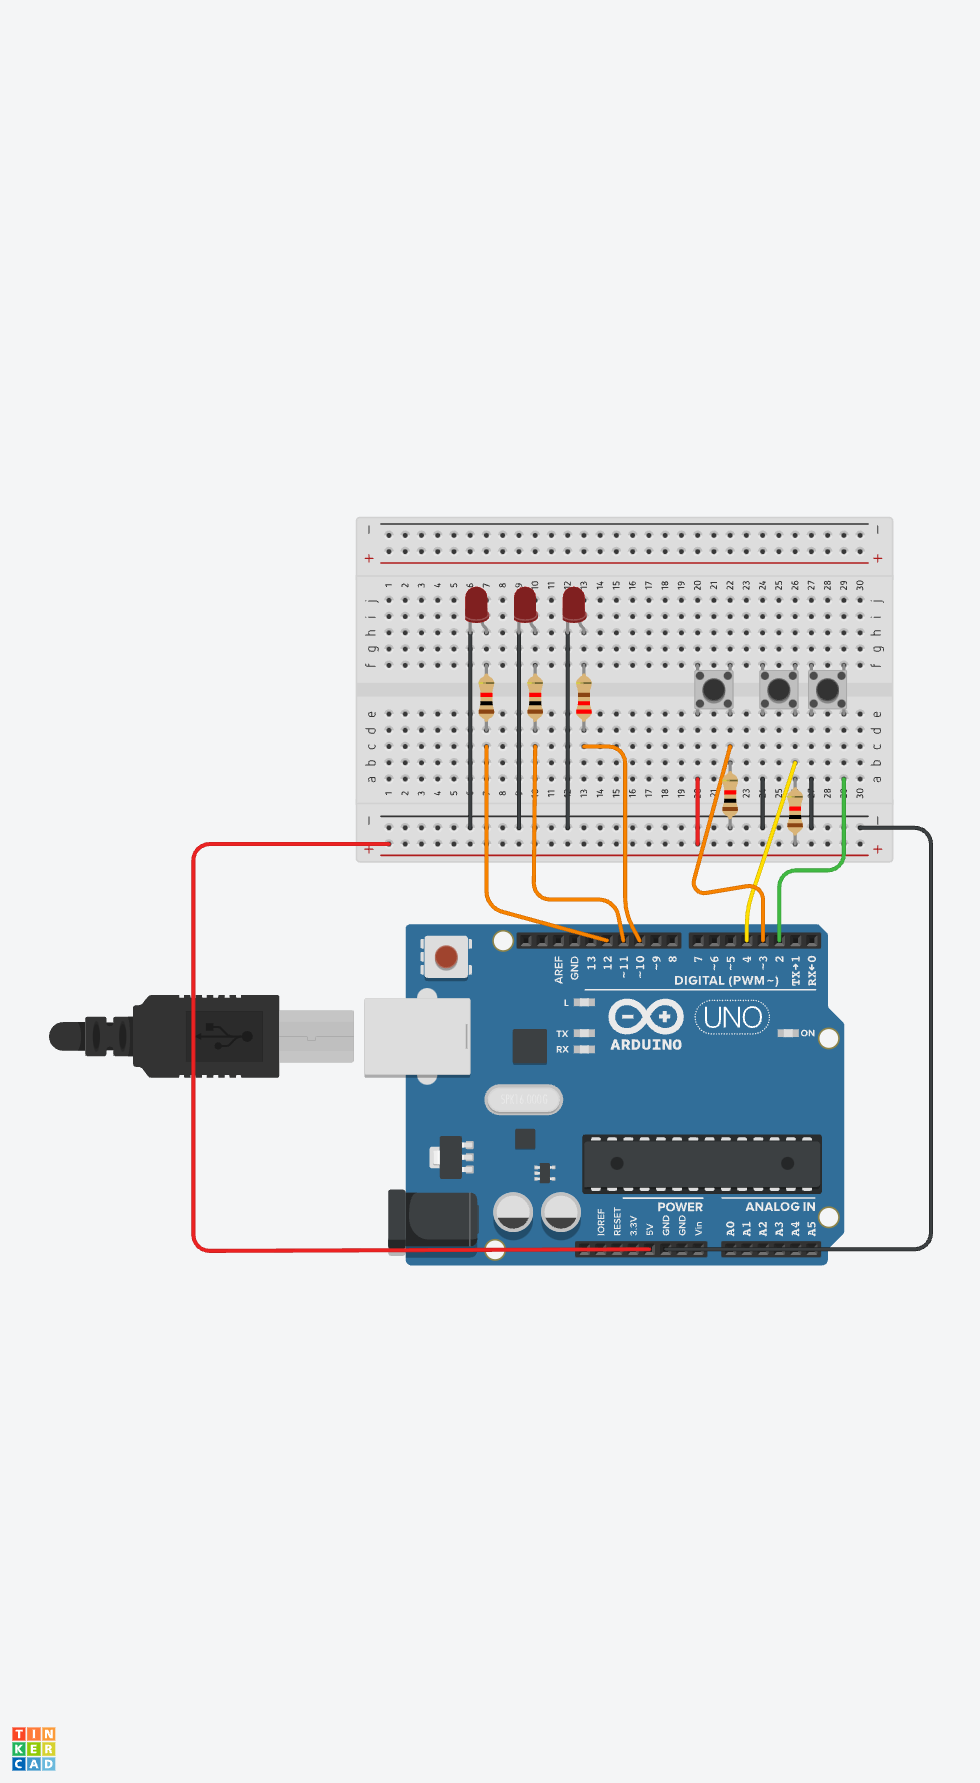 − −
+ +
1 2 3 4 5 6 7 8 9 10 11 12 13 14 15 16 17 18 19 20 21 22 23 24 25 26 27 28 29 30
j j
i i
h h
g g
f f
e e
d d
c c
b b
a a
1 2 3 4 5 6 7 8 9 10 11 12 13 14 15 16 17 18 19 20 21 22 23 24 25 26 27 28 29 30
− −
+ +
AREF GND 13 12 ~11 ~10 ~9 8 7 ~6 ~5 4 ~3 2 TX→1 RX←0
DIGITAL (PWM~)
L
TX
RX
ARDUINO
UNO
ON
POWER ANALOG IN
IOREF RESET 3.3V 5V GND GND Vin A0 A1 A2 A3 A4 A5
TIN
KER
CAD